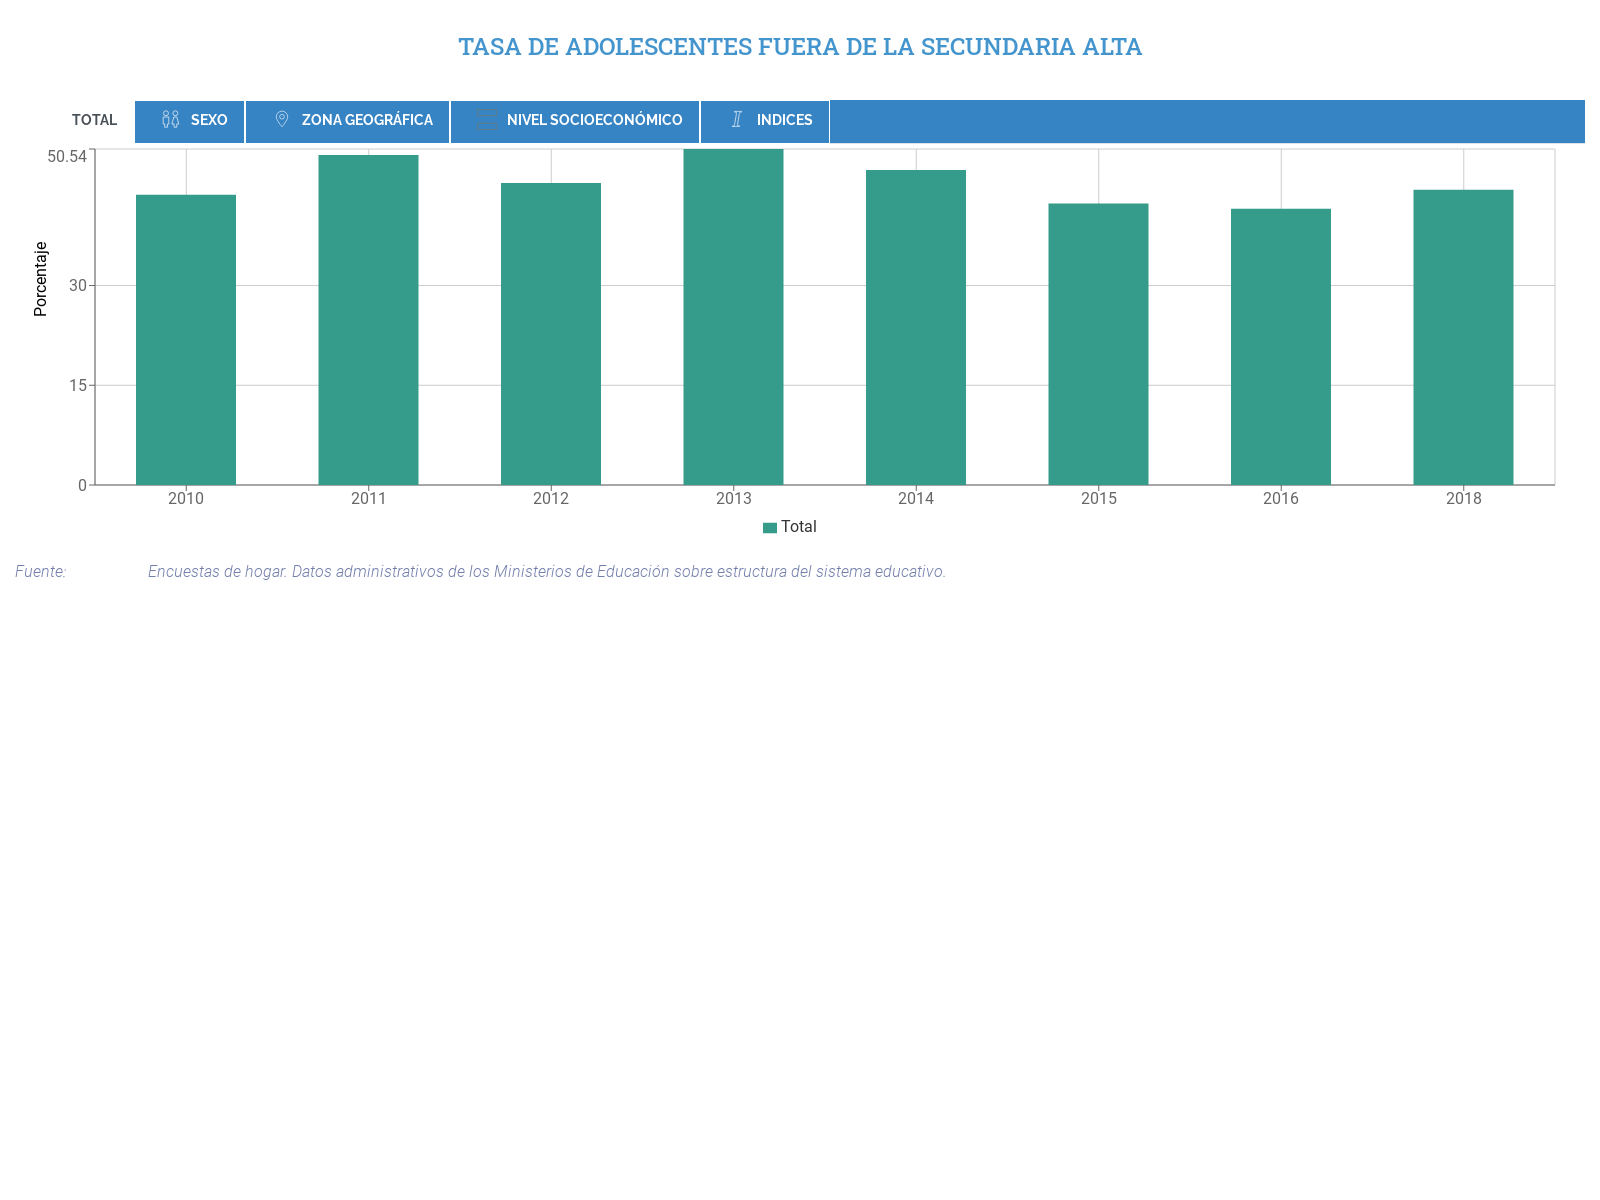 TASA DE ADOLESCENTES FUERA DE LA SECUNDARIA ALTA
TOTAL SEXO ZONA GEOGRÁFICA NIVEL SOCIOECONÓMICO INDICES
50.54
30
15
0
Porcentaje
2010 2011 2012 2013 2014 2015 2016 2018
Total
Fuente: Encuestas de hogar. Datos administrativos de los Ministerios de Educación sobre estructura del sistema educativo.